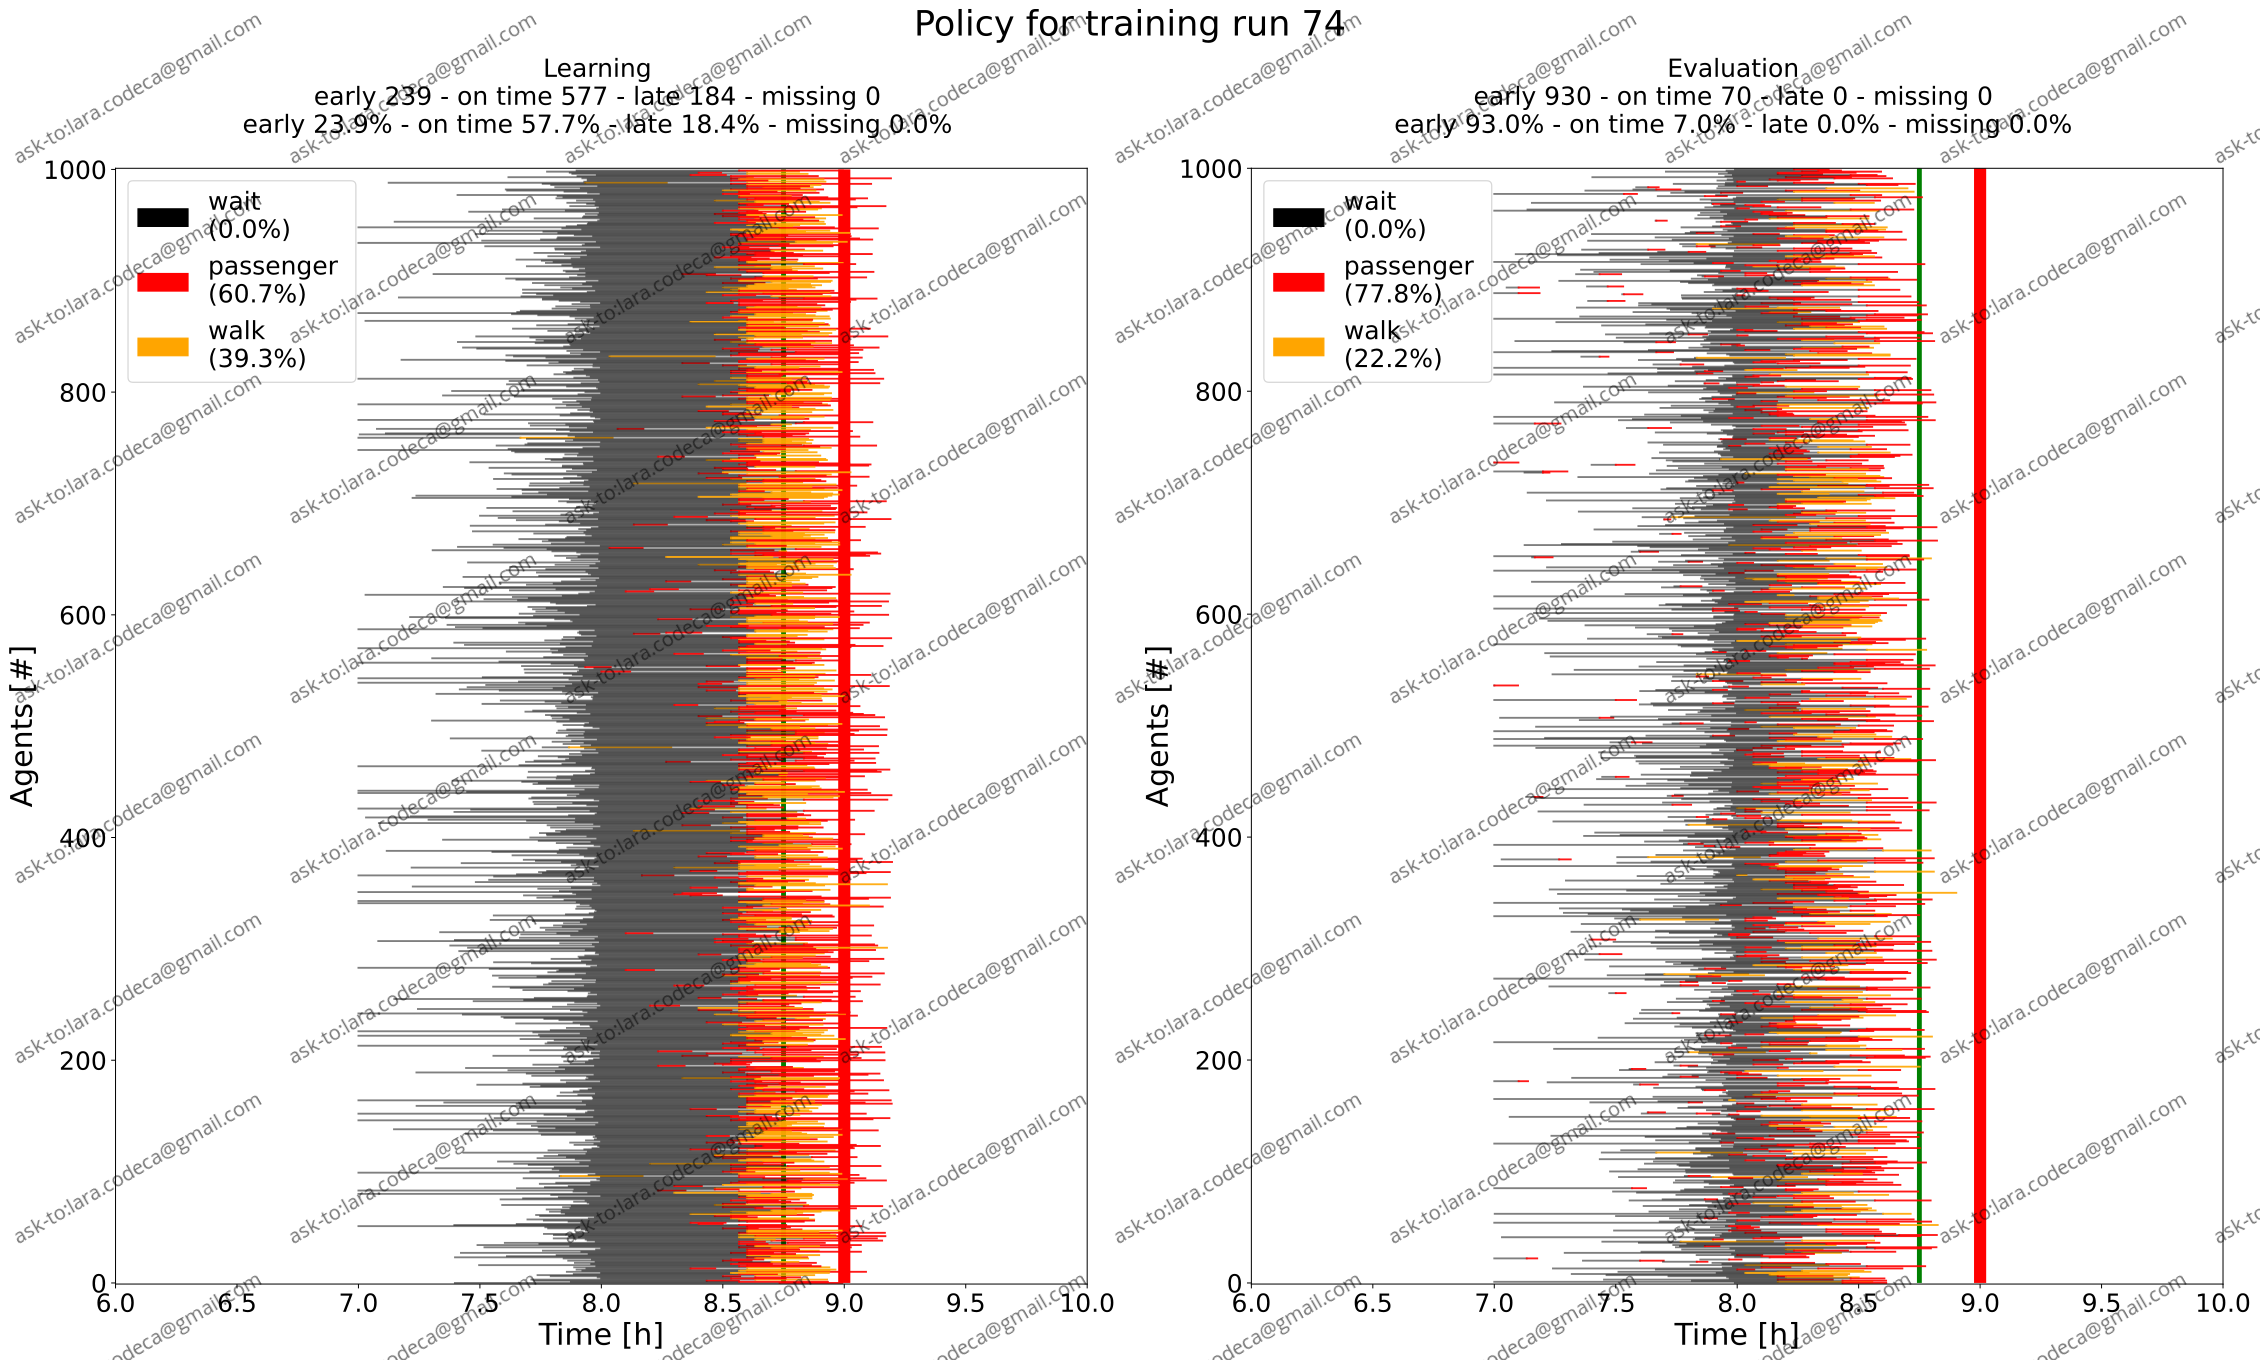 Policy for training run 74
Learning
early 239 - on time 577 - late 184 - missing 0
early 23.9% - on time 57.7% - late 18.4% - missing 0.0%
Evaluation
early 930 - on time 70 - late 0 - missing 0
early 93.0% - on time 7.0% - late 0.0% - missing 0.0%
wait
(0.0%)
passenger
(60.7%)
walk
(39.3%)
1000
800
600
400
200
0
Agents [#]
6.0 6.5 7.0 7.5 8.0 8.5 9.0 9.5 10.0
Time [h]
wait
(0.0%)
passenger
(77.8%)
walk
(22.2%)
1000
800
600
400
200
0
Agents [#]
6.0 6.5 7.0 7.5 8.0 8.5 9.0 9.5 10.0
Time [h]
ask-to:lara.codeca@gmail.com